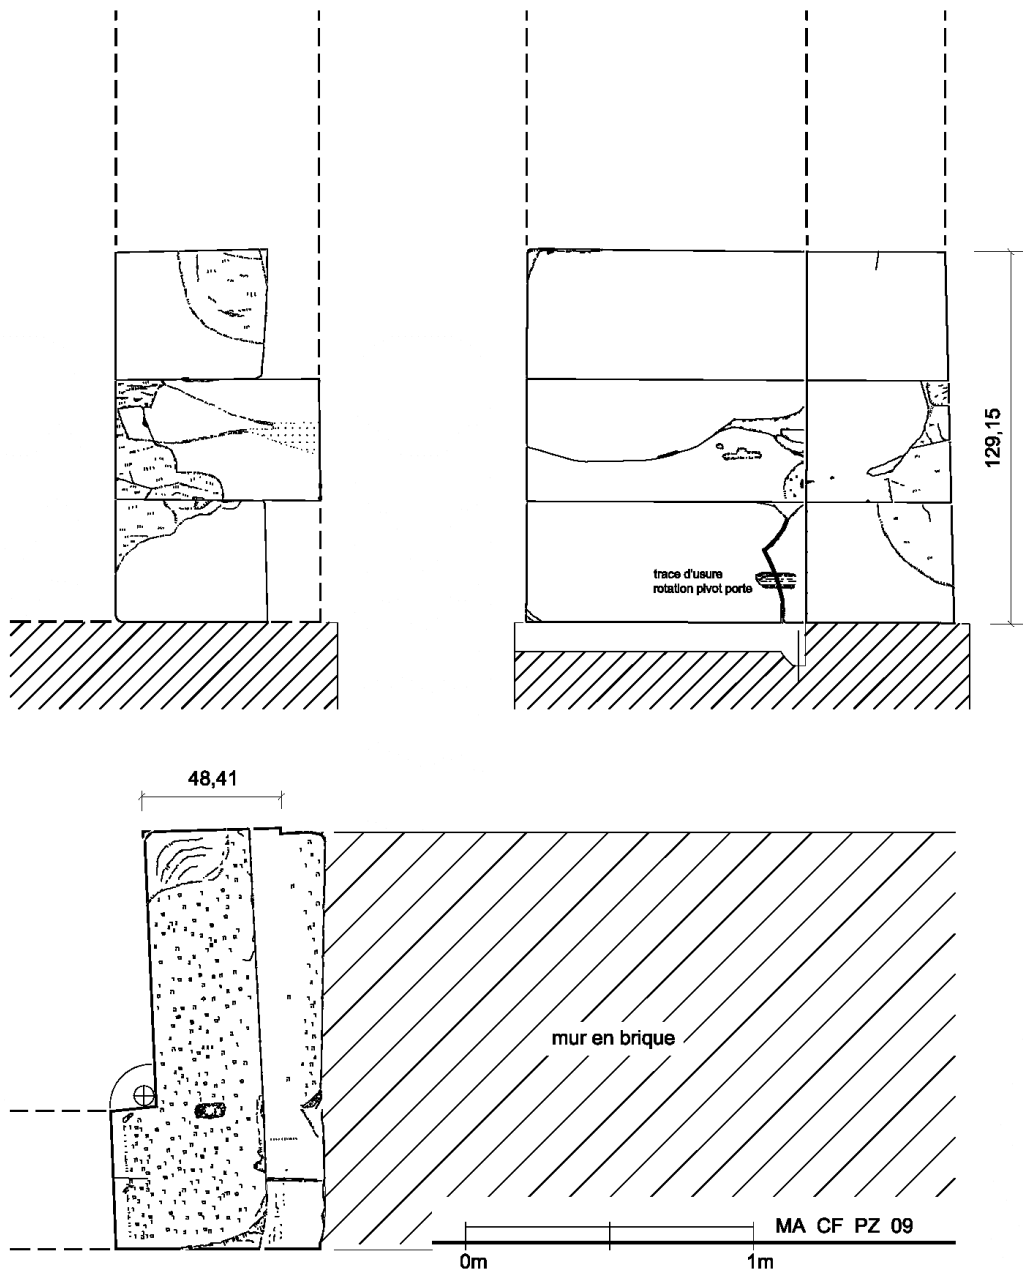 129,15
trace d'usure
rotation pivot porte
48,41
mur en brique
MA CF PZ 09
0m 1m